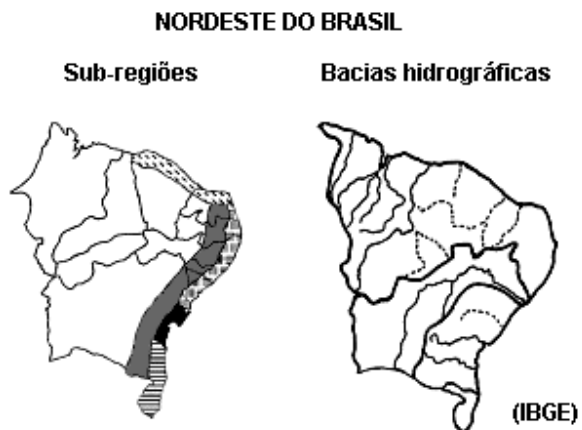 NORDESTE DO BRASIL
Sub-regiões
Bacias hidrográficas
(IBGE)